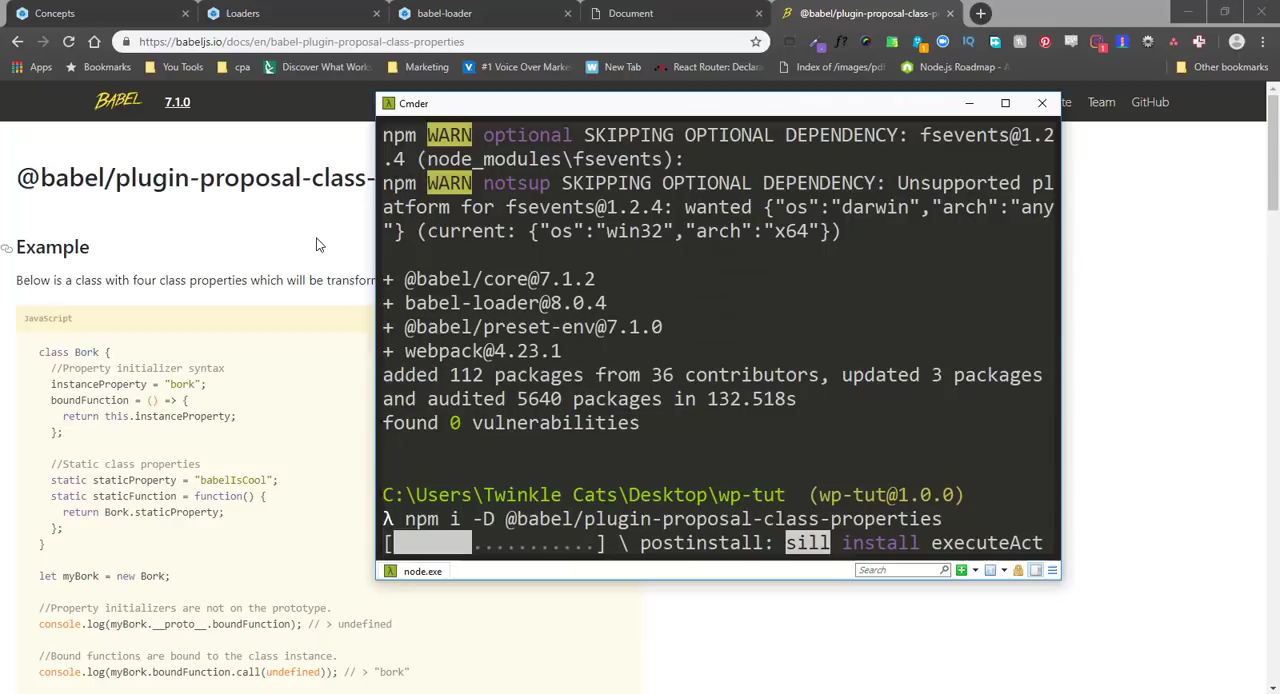 Concepts
Loaders
babel-loader
Document
@babel/plugin-proposal-class-p
https://babeljs.io/docs/en/babel-plugin-proposal-class-properties
Apps
Bookmarks
You Tools
cpa
Discover What Work
Marketing
#1 Voice Over Mark
New Tab
React Router: Declar
Index of /images/pdf
Node.js Roadmap -
Other bookmarks
BABEL
7.1.0
te
Team
GitHub
@babel/plugin-proposal-class-
Example
Below is a class with four class properties which will be transform
JavaScript
class Bork {
//Property initializer syntax
instanceProperty = "bork";
boundFunction = () => {
return this.instanceProperty;
};
//Static class properties
static staticProperty = "babelIsCool";
static staticFunction = function() {
return Bork.staticProperty;
};
}
let myBork = new Bork;
//Property initializers are not on the prototype.
console.log(myBork.__proto__.boundFunction); // > undefined
//Bound functions are bound to the class instance.
console.log(myBork.boundFunction.call(undefined)); // > "bork"
Cmder
npm WARN optional SKIPPING OPTIONAL DEPENDENCY: fsevents@1.2
.4 (node_modules\fsevents):
npm WARN notsup SKIPPING OPTIONAL DEPENDENCY: Unsupported pl
atform for fsevents@1.2.4: wanted {"os":"darwin","arch":"any
"} (current: {"os":"win32","arch":"x64"})
+ @babel/core@7.1.2
+ babel-loader@8.0.4
+ @babel/preset-env@7.1.0
+ webpack@4.23.1
added 112 packages from 36 contributors, updated 3 packages
and audited 5640 packages in 132.518s
found 0 vulnerabilities
C:\Users\Twinkle Cats\Desktop\wp-tut (wp-tut@1.0.0)
λ npm i -D @babel/plugin-proposal-class-properties
[ ...........] \ postinstall: sill install executeAct
node.exe
Search